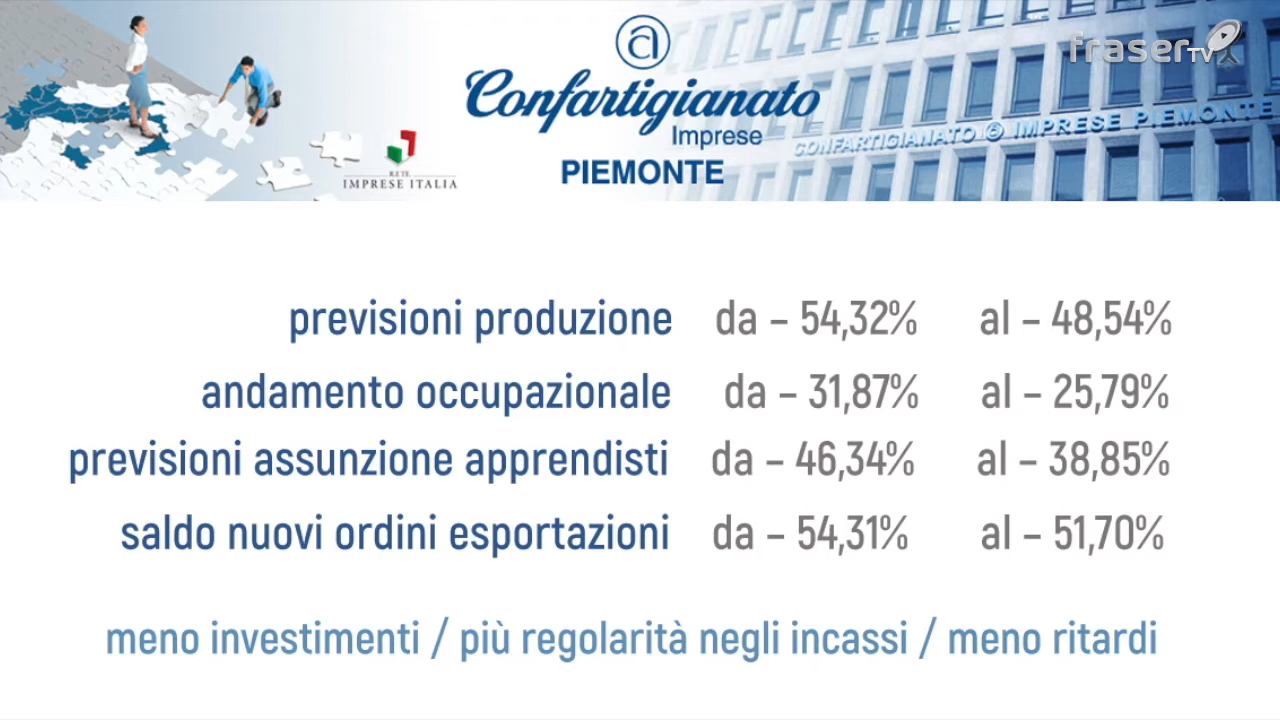 fraserTV
a
Confartigianato
Imprese
PIEMONTE
CONFARTIGIANATO a IMPRESE PIEMONTE
RETE
IMPRESE ITALIA
previsioni produzione da – 54,32% al – 48,54%
andamento occupazionale da – 31,87% al – 25,79%
previsioni assunzione apprendisti da – 46,34% al – 38,85%
saldo nuovi ordini esportazioni da – 54,31% al – 51,70%
meno investimenti / più regolarità negli incassi / meno ritardi